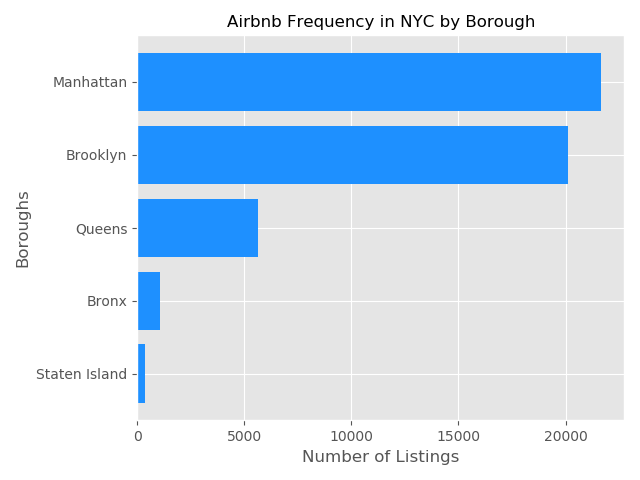 Airbnb Frequency in NYC by Borough
Manhattan
Brooklyn
Queens
Bronx
Staten Island
Boroughs
0 5000 10000 15000 20000
Number of Listings